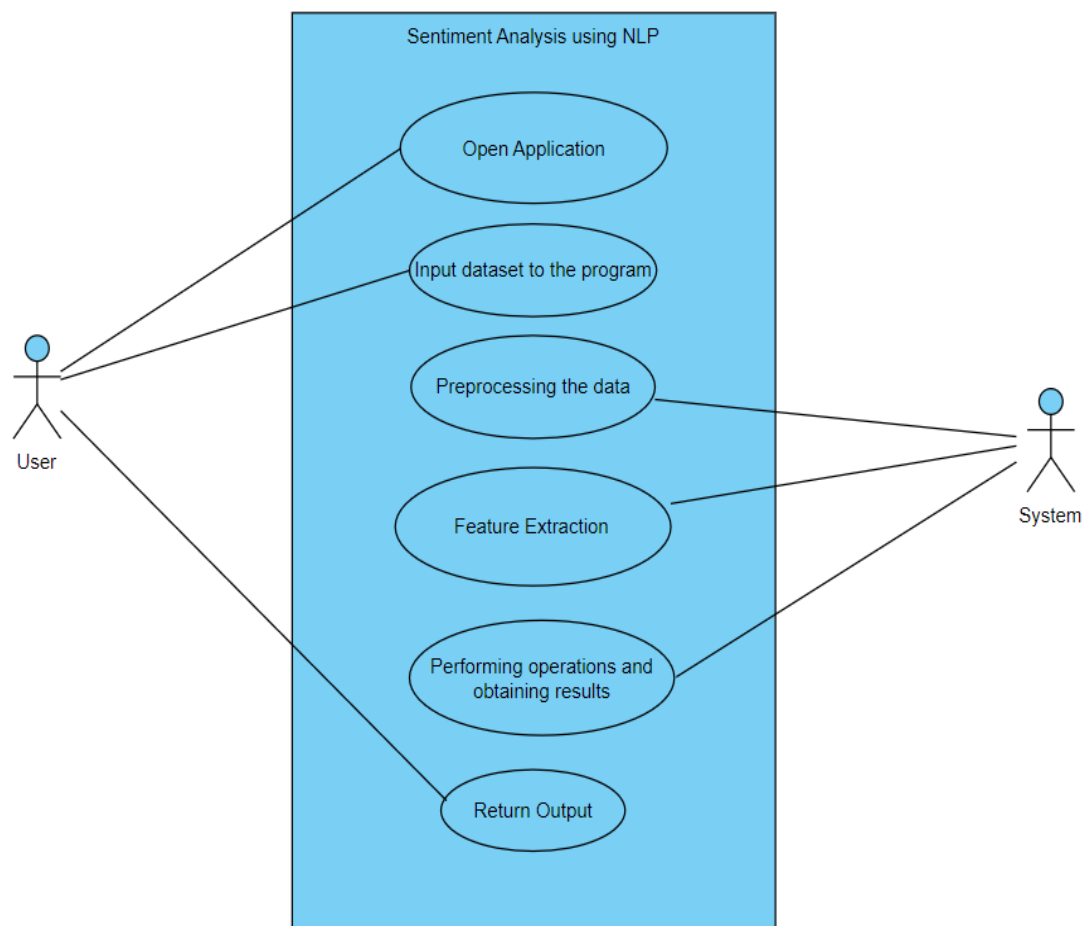 Sentiment Analysis using NLP
Open Application
Input dataset to the program
Preprocessing the data
User
System
Feature Extraction
Performing operations and
obtaining results
Return Output